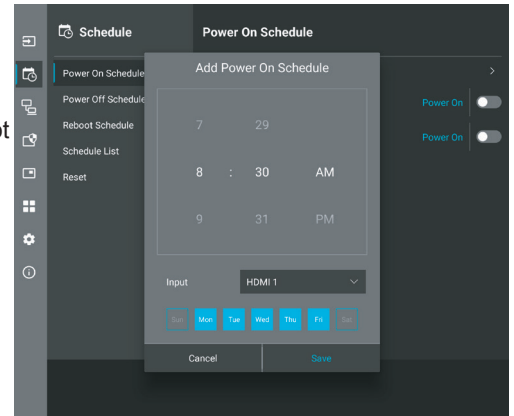 Schedule
Power On Schedule
Power On Schedule
Power Off Schedule
Reboot Schedule
Schedule List
Reset
Power On
Power On
Add Power On Schedule
7 29
8 : 30 AM
9 31 PM
Input HDMI 1
Sun Mon Tue Wed Thu Fri Sat
Cancel Save